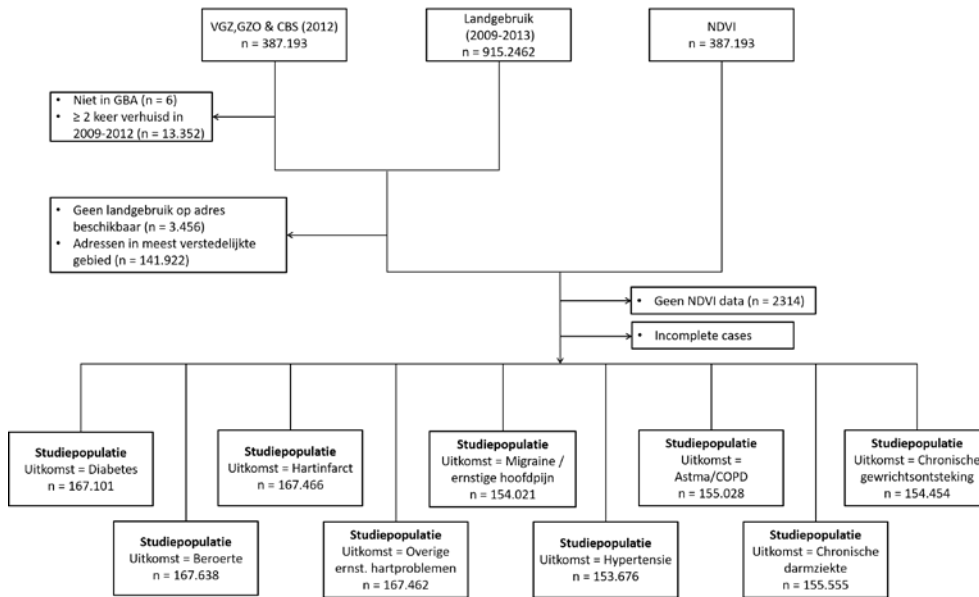 VGZ,GZO & CBS (2012)
n = 387.193
Landgebruik
(2009-2013)
n = 915.2462
NDVI
n = 387.193
• Niet in GBA (n = 6)
• ≥ 2 keer verhuisd in
2009-2012 (n = 13.352)
• Geen landgebruik op adres
beschikbaar (n = 3.456)
• Adressen in meest verstedelijkte
gebied (n = 141.922)
• Geen NDVI data (n = 2314)
• Incomplete cases
Studiepopulatie
Uitkomst = Diabetes
n = 167.101
Studiepopulatie
Uitkomst = Hartinfarct
n = 167.466
Studiepopulatie
Uitkomst = Migraine /
ernstige hoofdpijn
n = 154.021
Studiepopulatie
Uitkomst =
Astma/COPD
n = 155.028
Studiepopulatie
Uitkomst = Chronische
gewrichtsontsteking
n = 154.454
Studiepopulatie
Uitkomst = Beroerte
n = 167.638
Studiepopulatie
Uitkomst = Overige
ernst. hartproblemen
n = 167.462
Studiepopulatie
Uitkomst = Hypertensie
n = 153.676
Studiepopulatie
Uitkomst = Chronische
darmziekte
n = 155.555